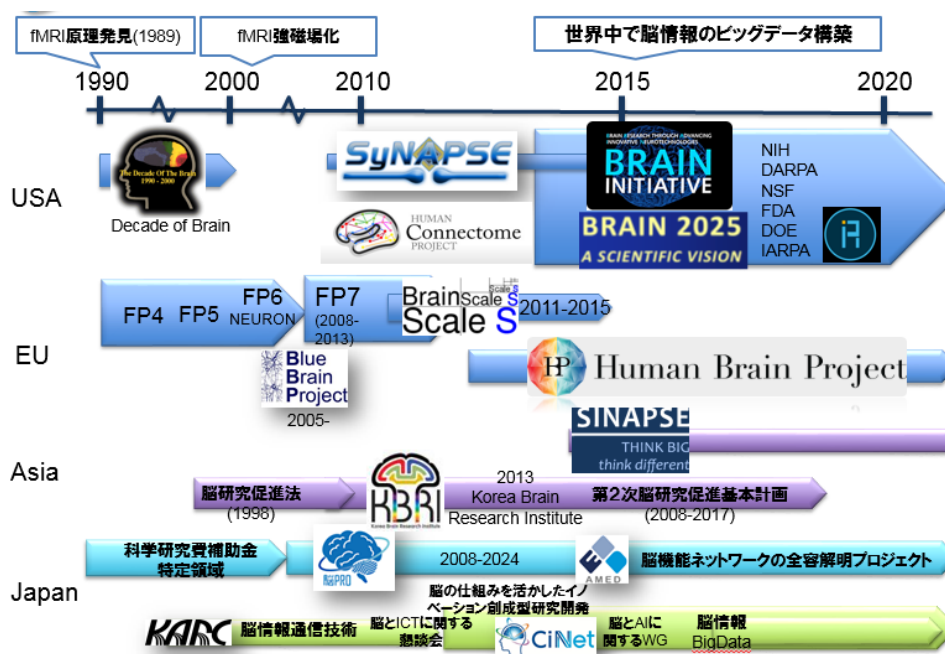 fMRI原理発見(1989)
fMRI強磁場化
世界中で脳情報のビッグデータ構築
1990
2000
2010
2015
2020
USA
The Decade Of The Brain
1990 - 2000
Decade of Brain
SyNAPSE
HUMAN
Connectome
PROJECT
BRAIN RESEARCH THROUGH ADVANCING
INNOVATIVE NEUROTECHNOLOGIES
BRAIN
INITIATIVE
BRAIN 2025
A SCIENTIFIC VISION
NIH
DARPA
NSF
FDA
DOE
IARPA
EU
FP4
FP5
FP6
NEURON
FP7
(2008-
2013)
Brain
Scale S
Scale S
Scale S
2011-2015
Blue
Brain
Project
2005-
HP Human Brain Project
SINAPSE
THINK BIG
think different
Asia
脳研究促進法
(1998)
KBRI
Korea Brain Research Institute
2013
Korea Brain
Research Institute
第2次脳研究促進基本計画
(2008-2017)
Japan
科学研究費補助金
特定領域
脳PRO
2008-2024
AMED
脳機能ネットワークの全容解明プロジェクト
KARC
脳情報通信技術
脳とICTに関する
懇談会
脳の仕組みを活かしたイノ
ベーション創成型研究開発
CiNet
脳とAIに
関するWG
脳情報
BigData